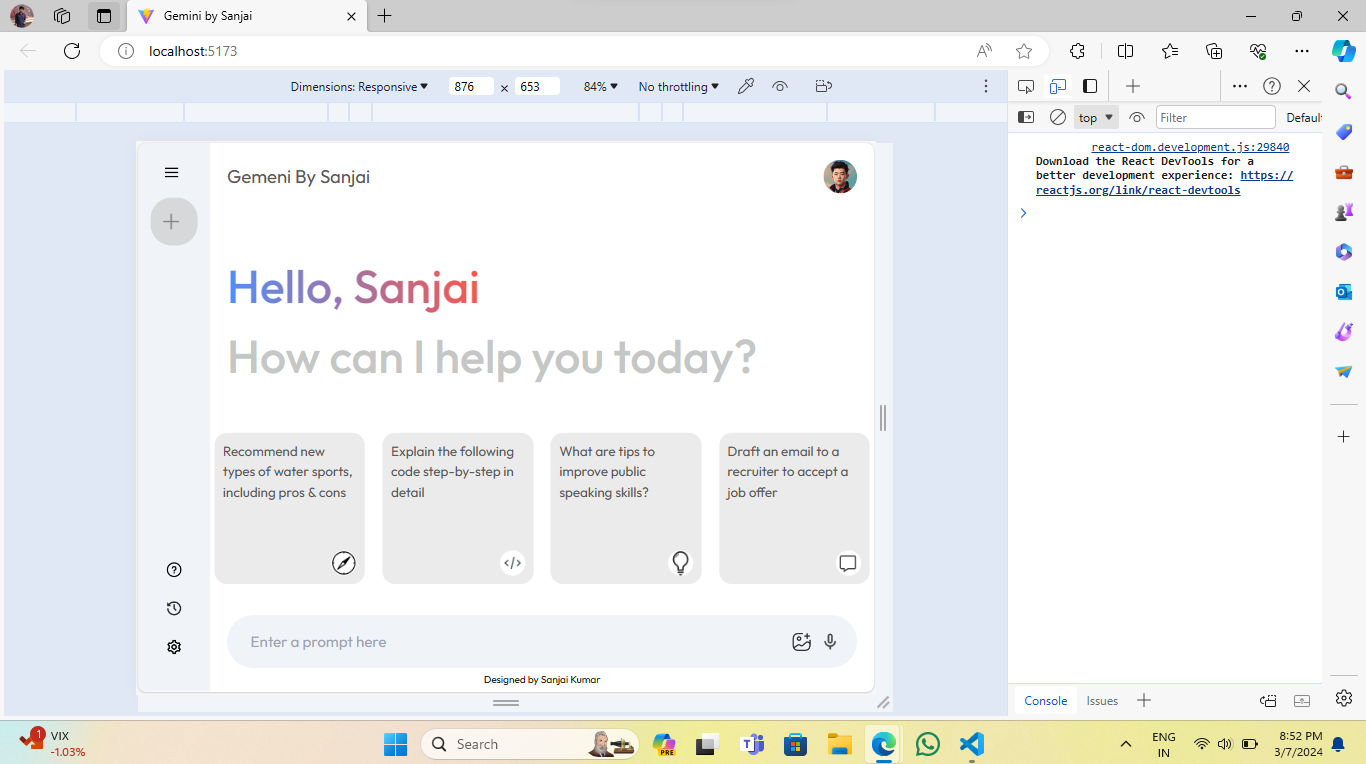 Gemini by Sanjai
localhost:5173
Dimensions: Responsive
876 × 653
84%
No throttling
top
Filter
Defaul
react-dom.development.js:29840
Download the React DevTools for a
better development experience: https://
reactjs.org/link/react-devtools
Gemeni By Sanjai
Hello, Sanjai
How can I help you today?
Recommend new
types of water sports,
including pros & cons
Explain the following
code step-by-step in
detail
What are tips to
improve public
speaking skills?
Draft an email to a
recruiter to accept a
job offer
Enter a prompt here
Designed by Sanjai Kumar
Console
Issues
1
VIX
-1.03%
Search
PRE
ENG
IN
8:52 PM
3/7/2024